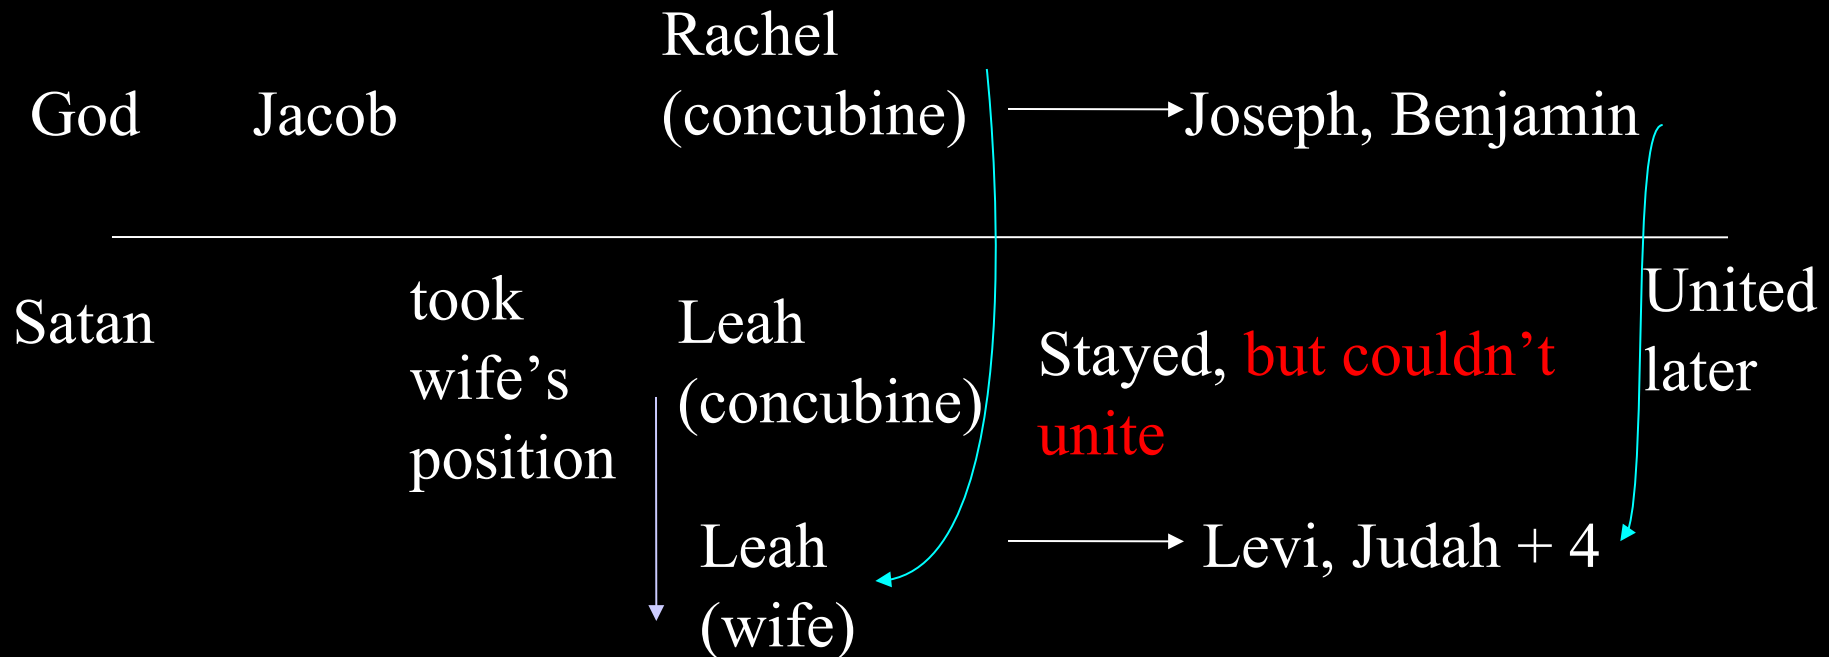 Rachel
(concubine)
God
Jacob
Joseph, Benjamin
Satan
took
wife’s
position
Leah
(concubine)
Stayed, but couldn’t
unite
United
later
Leah
(wife)
Levi, Judah + 4